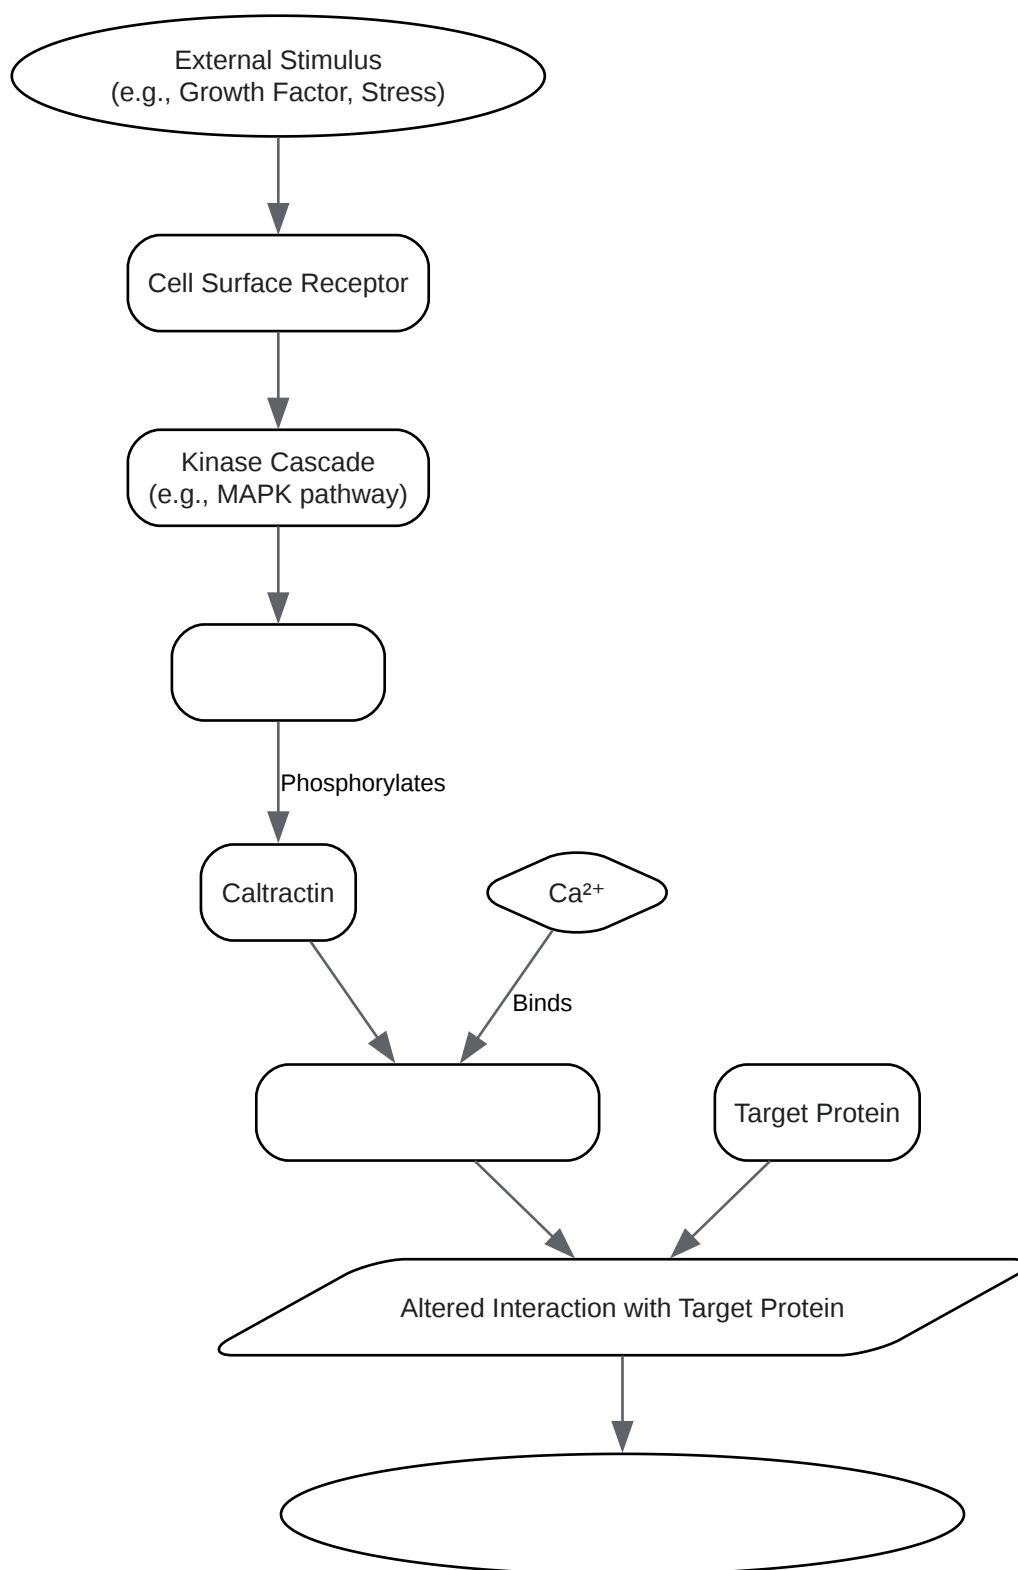 External Stimulus
(e.g., Growth Factor, Stress)
Cell Surface Receptor
Kinase Cascade
(e.g., MAPK pathway)
Phosphorylates
Caltractin
Ca²⁺
Binds
Target Protein
Altered Interaction with Target Protein